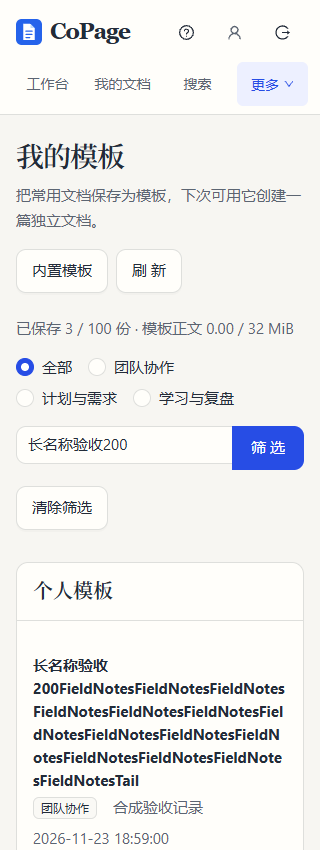 CoPage
工作台 我的文档 搜索 更多
我的模板
把常用文档保存为模板，下次可用它创建一
篇独立文档。
内置模板 刷 新
已保存 3 / 100 份 · 模板正文 0.00 / 32 MiB
全部 团队协作
计划与需求 学习与复盘
长名称验收200 筛 选
清除筛选
个人模板
长名称验收
200FieldNotesFieldNotesFieldNotes
FieldNotesFieldNotesFieldNotesFiel
dNotesFieldNotesFieldNotesFieldN
otesFieldNotesFieldNotesFieldNote
sFieldNotesTail
团队协作 合成验收记录
2026-11-23 18:59:00